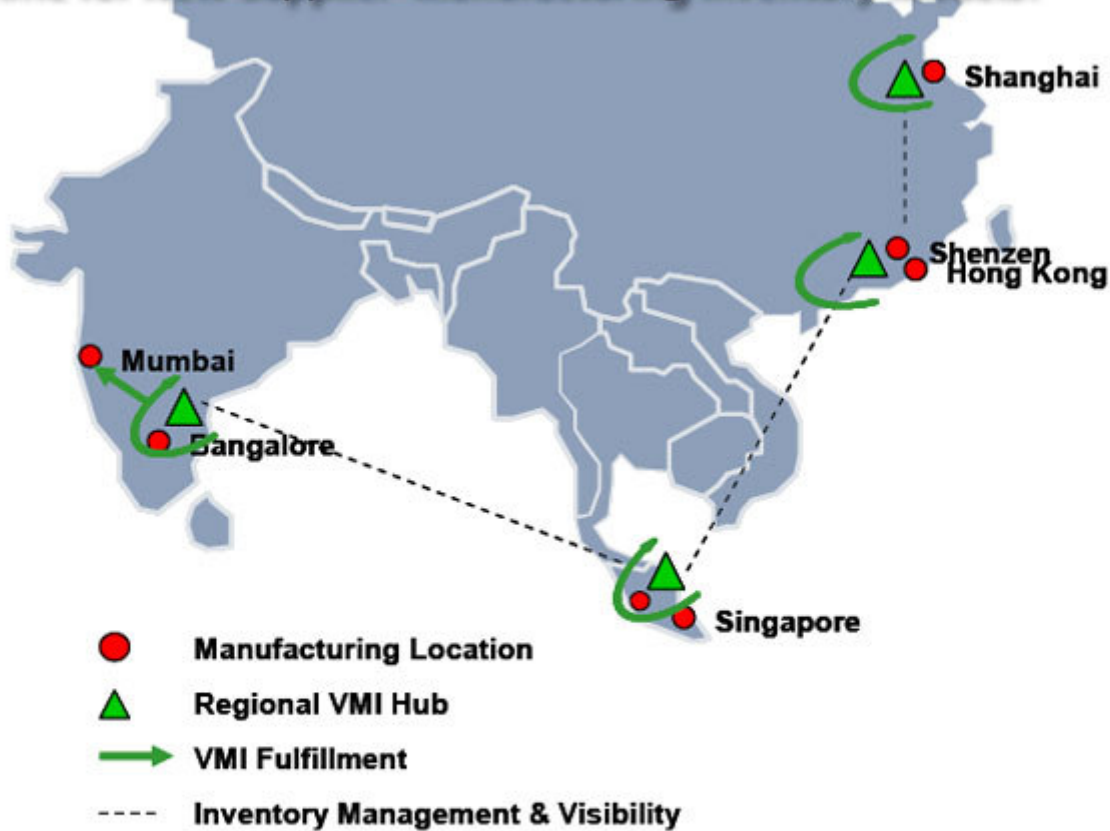 Shanghai
Shenzen
Hong Kong
Mumbai
Bangalore
Singapore
Manufacturing Location
Regional VMI Hub
VMI Fulfillment
Inventory Management & Visibility